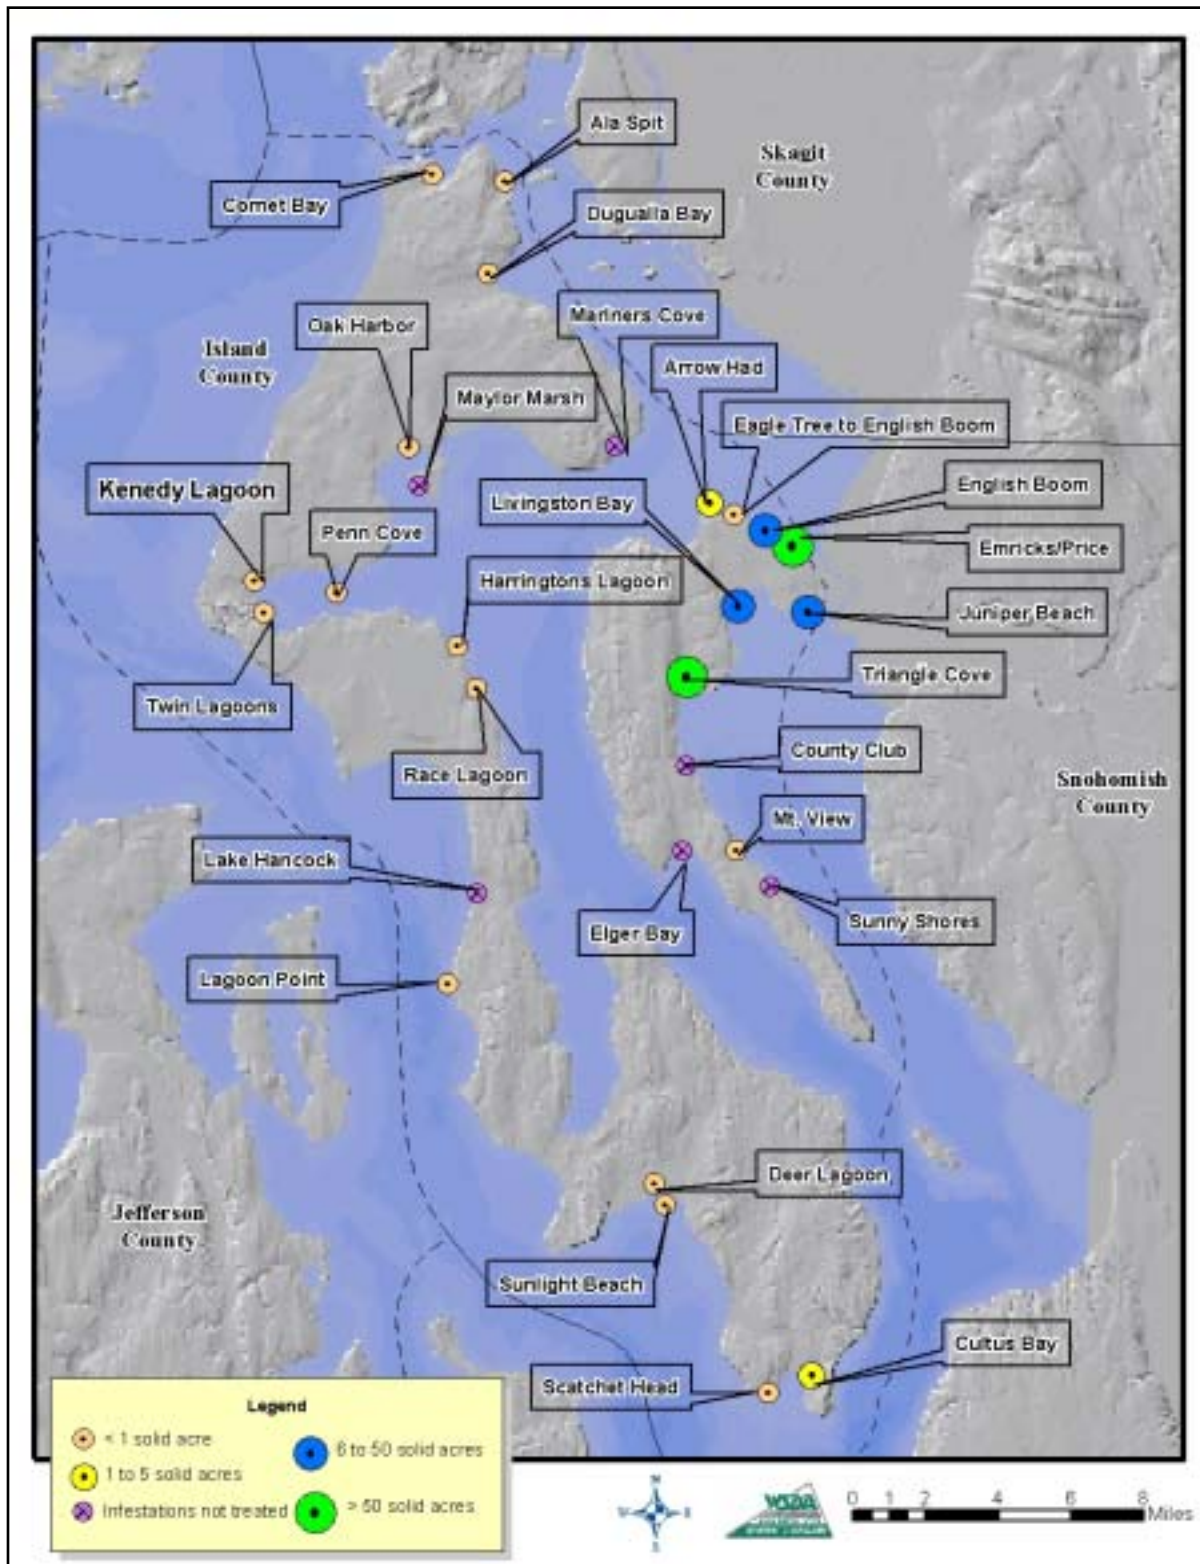 Ala Spit
Skagit
County
Cornet Bay
Dugualla Bay
Mariners Cove
Oak Harbor
Island
County
Arrow Had
Maylor Marsh
Eagle Tree to English Boom
Kenedy Lagoon
English Boom
Livingston Bay
Penn Cove
Emricks/Price
Harringtons Lagoon
Juniper Beach
Triangle Cove
Twin Lagoons
County Club
Race Lagoon
Snohomish
County
Mt. View
Lake Hancock
Sunny Shores
Elger Bay
Lagoon Point
Deer Lagoon
Jefferson
County
Sunlight Beach
Cultus Bay
Scatchet Head
Legend
< 1 solid acre
6 to 50 solid acres
1 to 5 solid acres
Infestations not treated
> 50 solid acres
N
W
E
S
WSDA
0 1 2 4 6 8
Miles